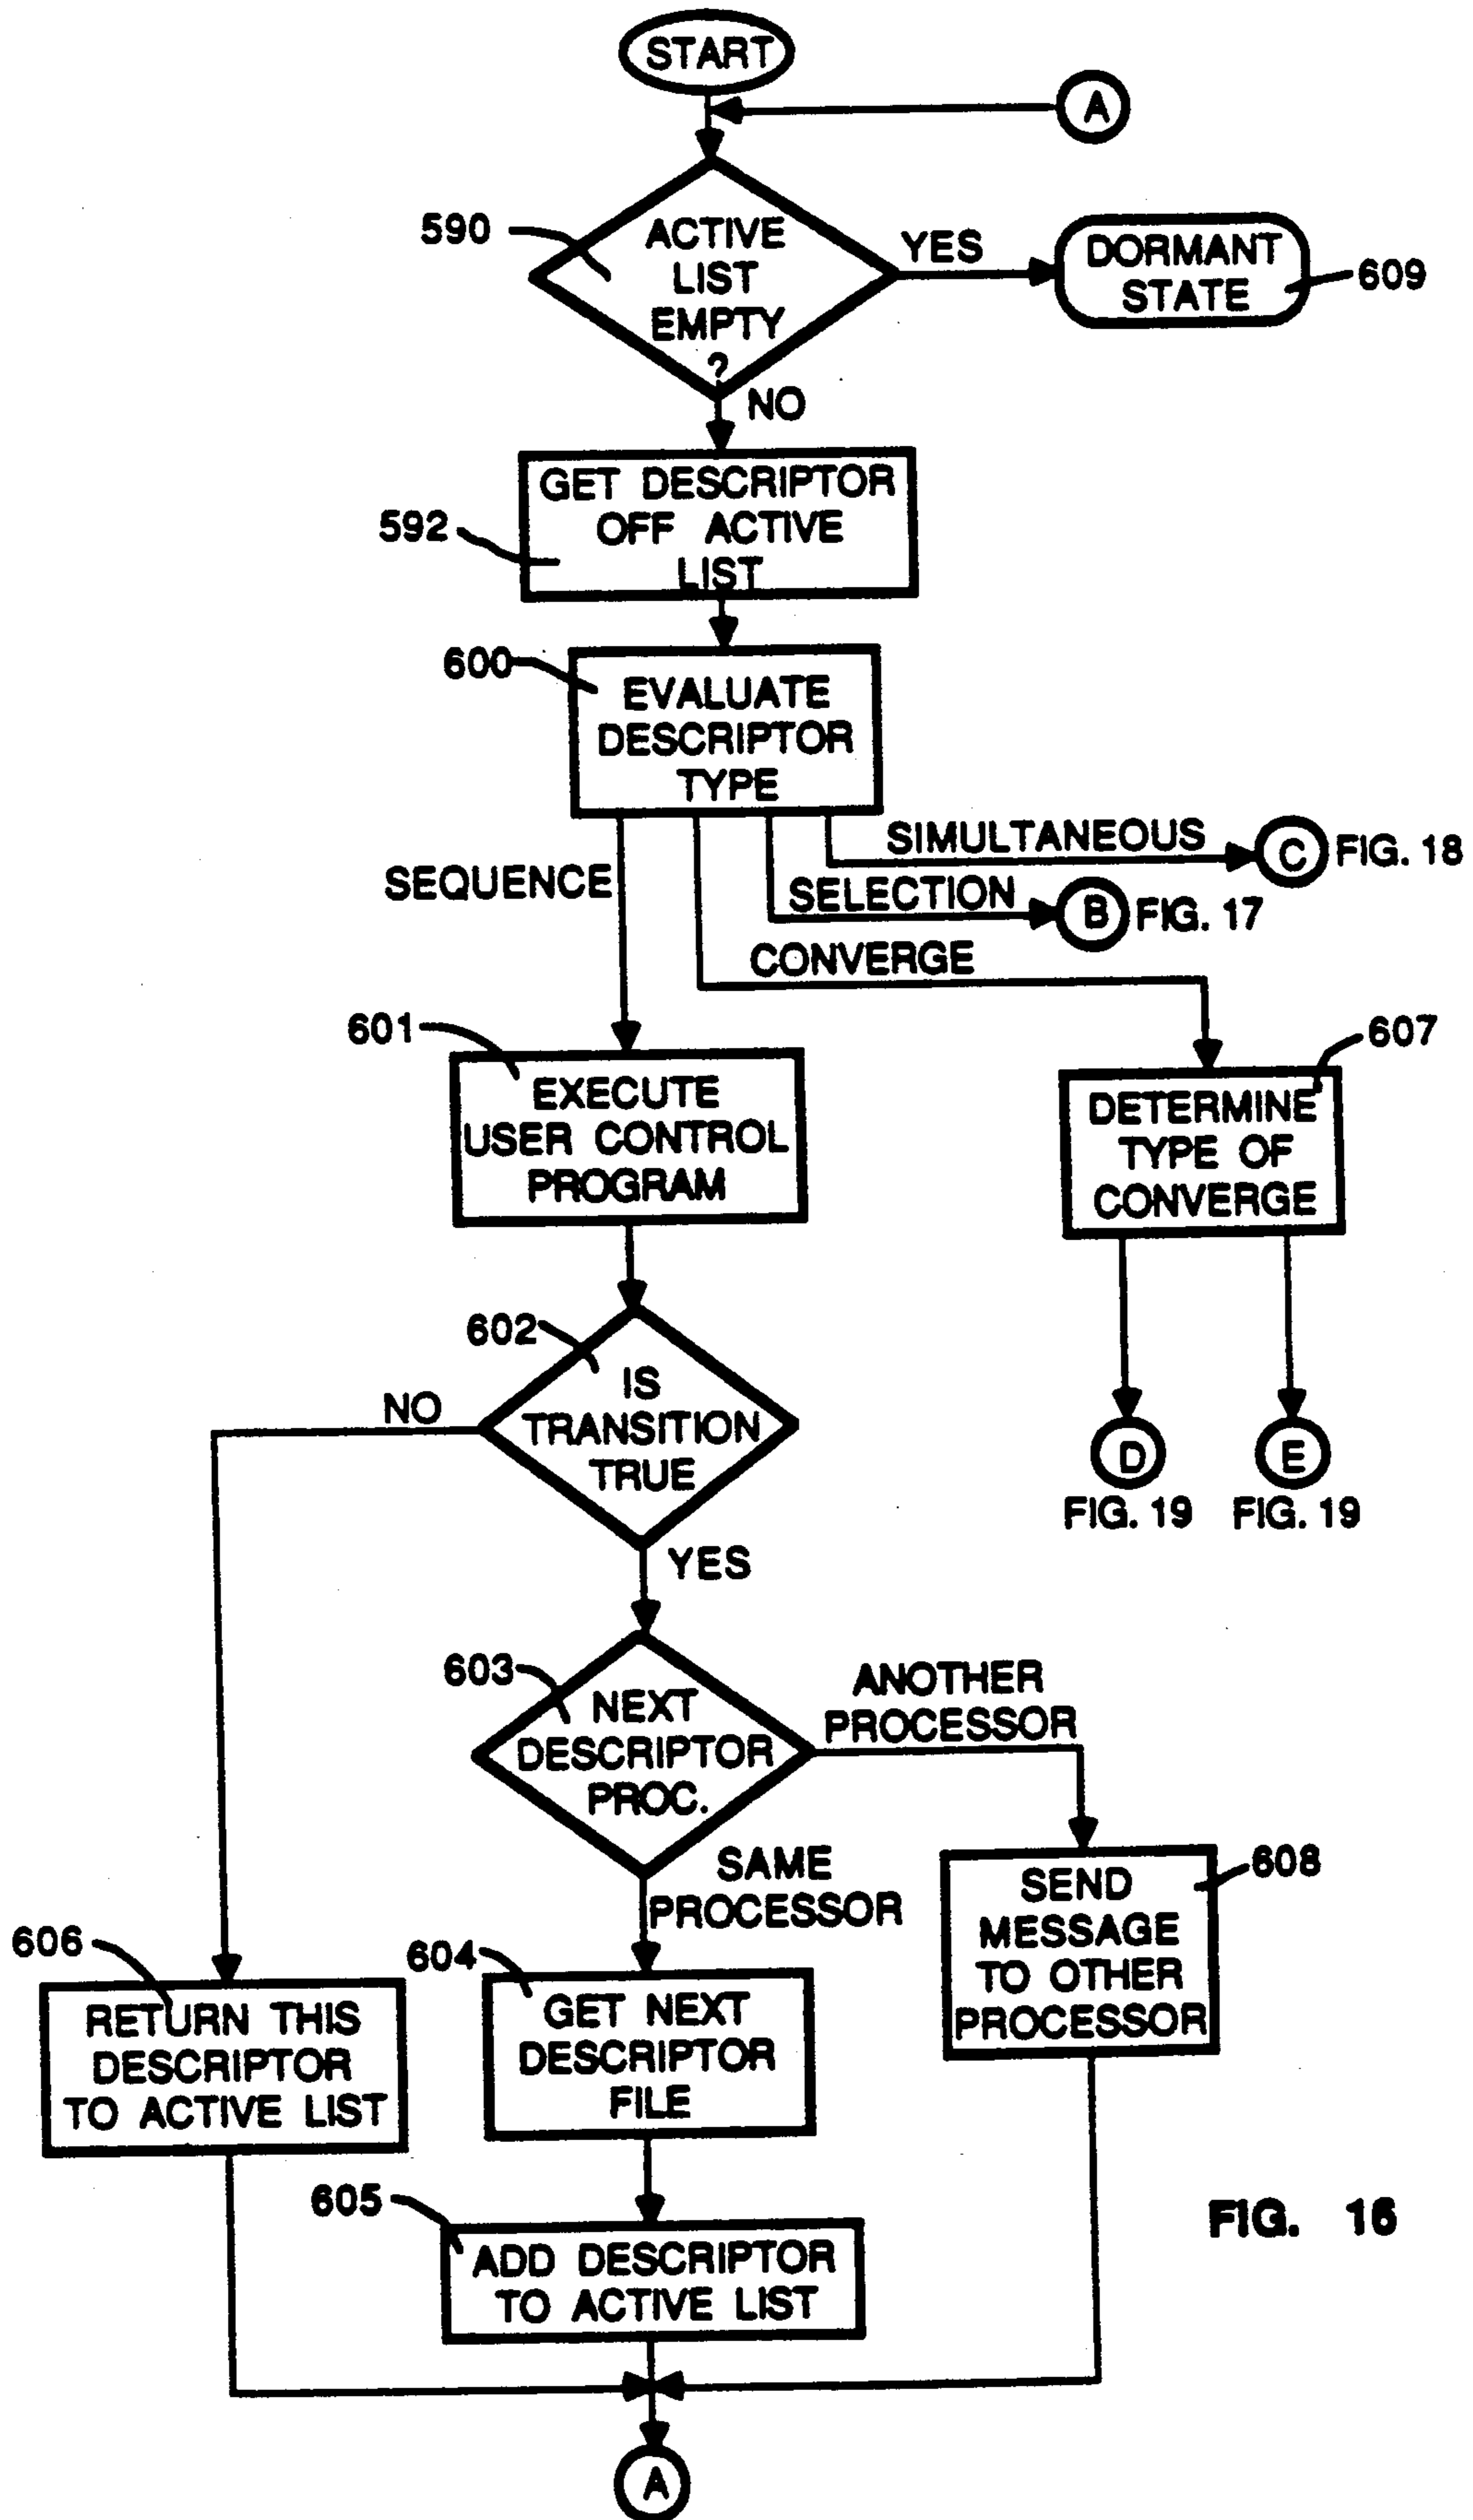 START
A
590
ACTIVE
LIST
EMPTY
?
YES
DORMANT
STATE
609
NO
592
GET DESCRIPTOR
OFF ACTIVE
LIST
600
EVALUATE
DESCRIPTOR
TYPE
SIMULTANEOUS
C
FIG. 18
SEQUENCE
SELECTION
B
FIG. 17
CONVERGE
601
EXECUTE
USER CONTROL
PROGRAM
607
DETERMINE
TYPE OF
CONVERGE
602
IS
TRANSITION
TRUE
NO
D
E
FIG. 19
FIG. 19
YES
603
NEXT
DESCRIPTOR
PROC.
ANOTHER
PROCESSOR
SAME
PROCESSOR
608
SEND
MESSAGE
TO OTHER
PROCESSOR
606
RETURN THIS
DESCRIPTOR
TO ACTIVE LIST
604
GET NEXT
DESCRIPTOR
FILE
605
ADD DESCRIPTOR
TO ACTIVE LIST
FIG. 16
A